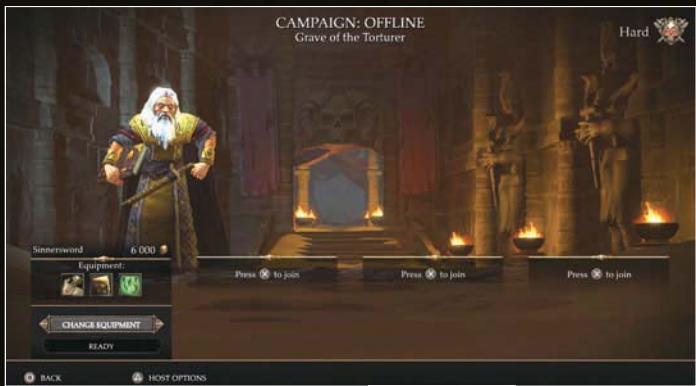 CAMPAIGN: OFFLINE
Grave of the Torturer
Hard
Sinnersword 6 000
Equipment:
Press ⊗ to join
Press ⊗ to join
Press ⊗ to join
CHANGE EQUIPMENT
READY
BACK
HOST OPTIONS